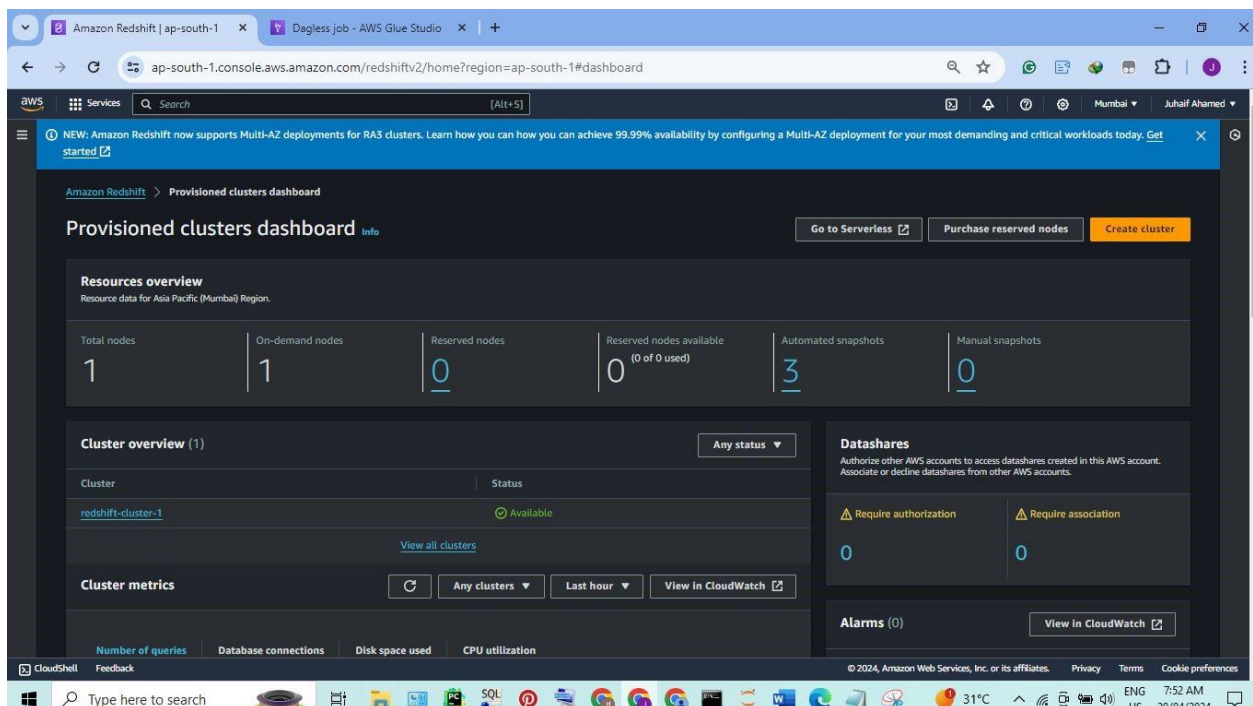 Amazon Redshift | ap-south-1
Dagless job - AWS Glue Studio
ap-south-1.console.aws.amazon.com/redshiftv2/home?region=ap-south-1#dashboard
J
aws
Services
Search
[Alt+S]
Mumbai
Juhaif Ahamed
NEW: Amazon Redshift now supports Multi-AZ deployments for RA3 clusters. Learn how you can how you can achieve 99.99% availability by configuring a Multi-AZ deployment for your most demanding and critical workloads today. Get
started
Amazon Redshift > Provisioned clusters dashboard
Provisioned clusters dashboard Info
Go to Serverless
Purchase reserved nodes
Create cluster
Resources overview
Resource data for Asia Pacific (Mumbai) Region.
Total nodes
1
On-demand nodes
1
Reserved nodes
0
Reserved nodes available
0 (0 of 0 used)
Automated snapshots
3
Manual snapshots
0
Cluster overview (1)
Any status
Cluster
Status
redshift-cluster-1
Available
View all clusters
Datashares
Authorize other AWS accounts to access datashares created in this AWS account.
Associate or decline datashares from other AWS accounts.
Require authorization
0
Require association
0
Cluster metrics
Any clusters
Last hour
View in CloudWatch
Number of queries
Database connections
Disk space used
CPU utilization
Alarms (0)
View in CloudWatch
CloudShell
Feedback
© 2024, Amazon Web Services, Inc. or its affiliates.
Privacy
Terms
Cookie preferences
Type here to search
SQL
31°C
ENG
7:52 AM